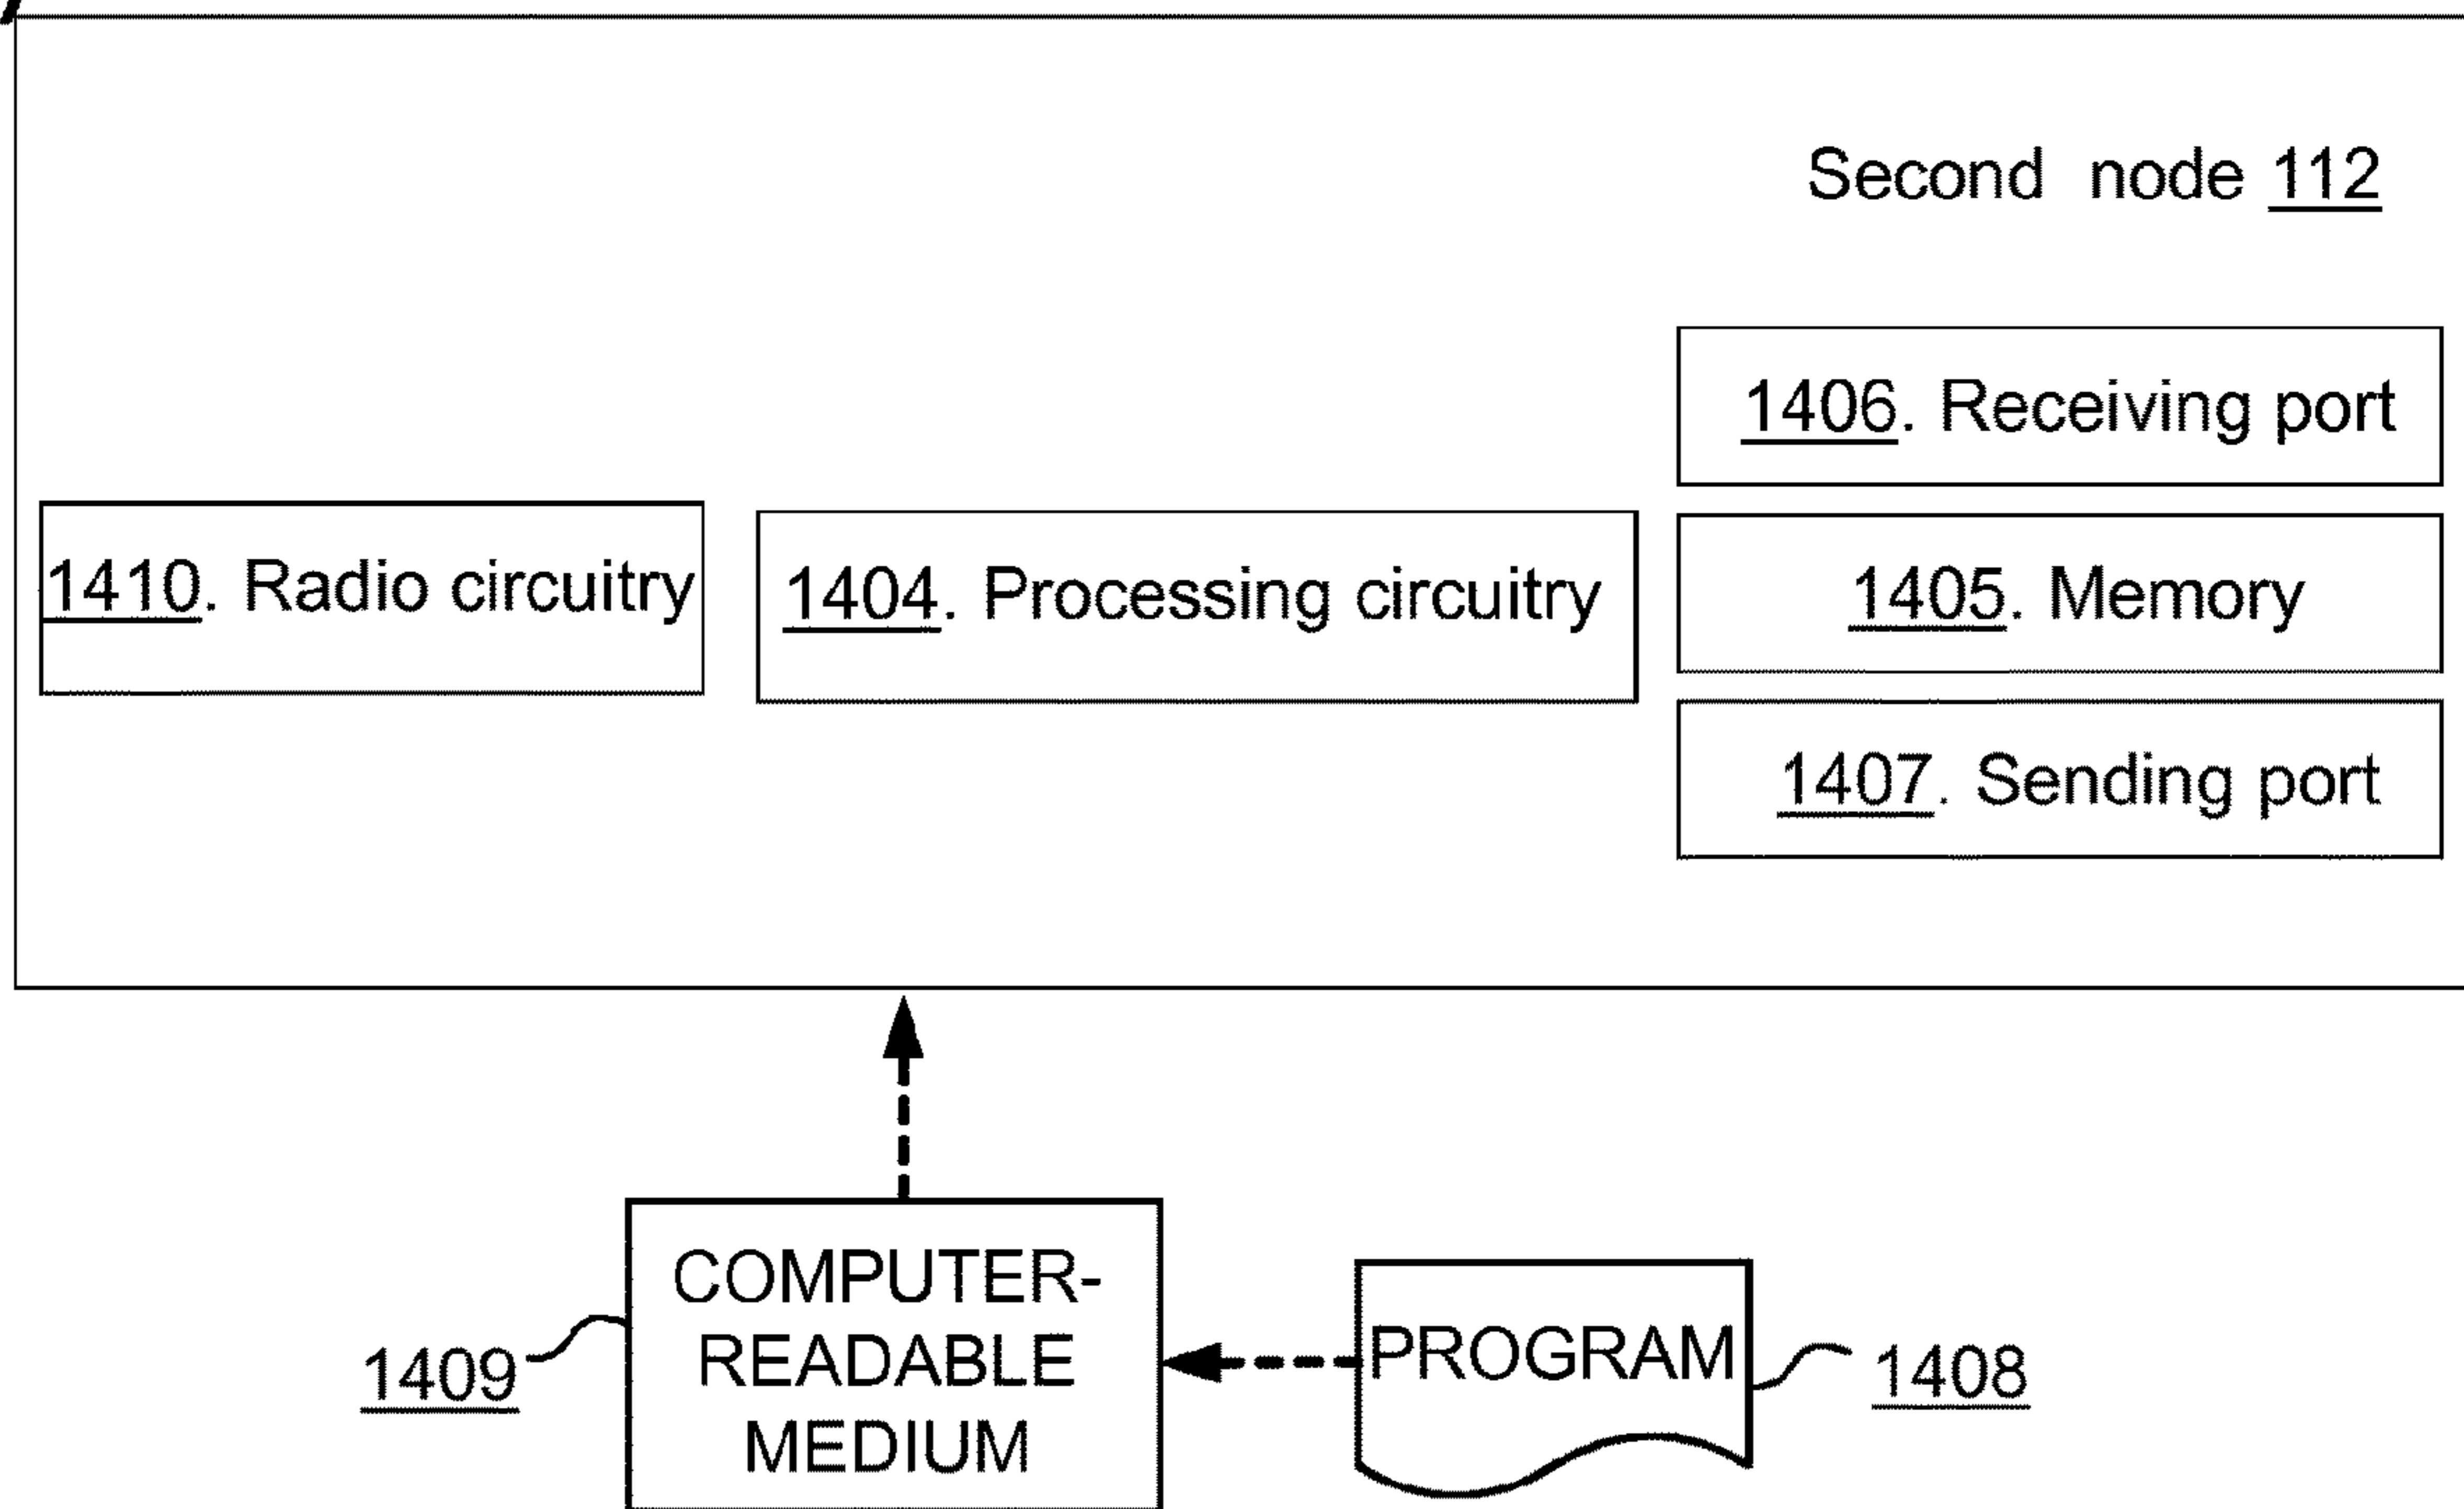 Second node 112
1406. Receiving port
1410. Radio circuitry
1404. Processing circuitry
1405. Memory
1407. Sending port
COMPUTER-
READABLE
MEDIUM
1409
PROGRAM
1408